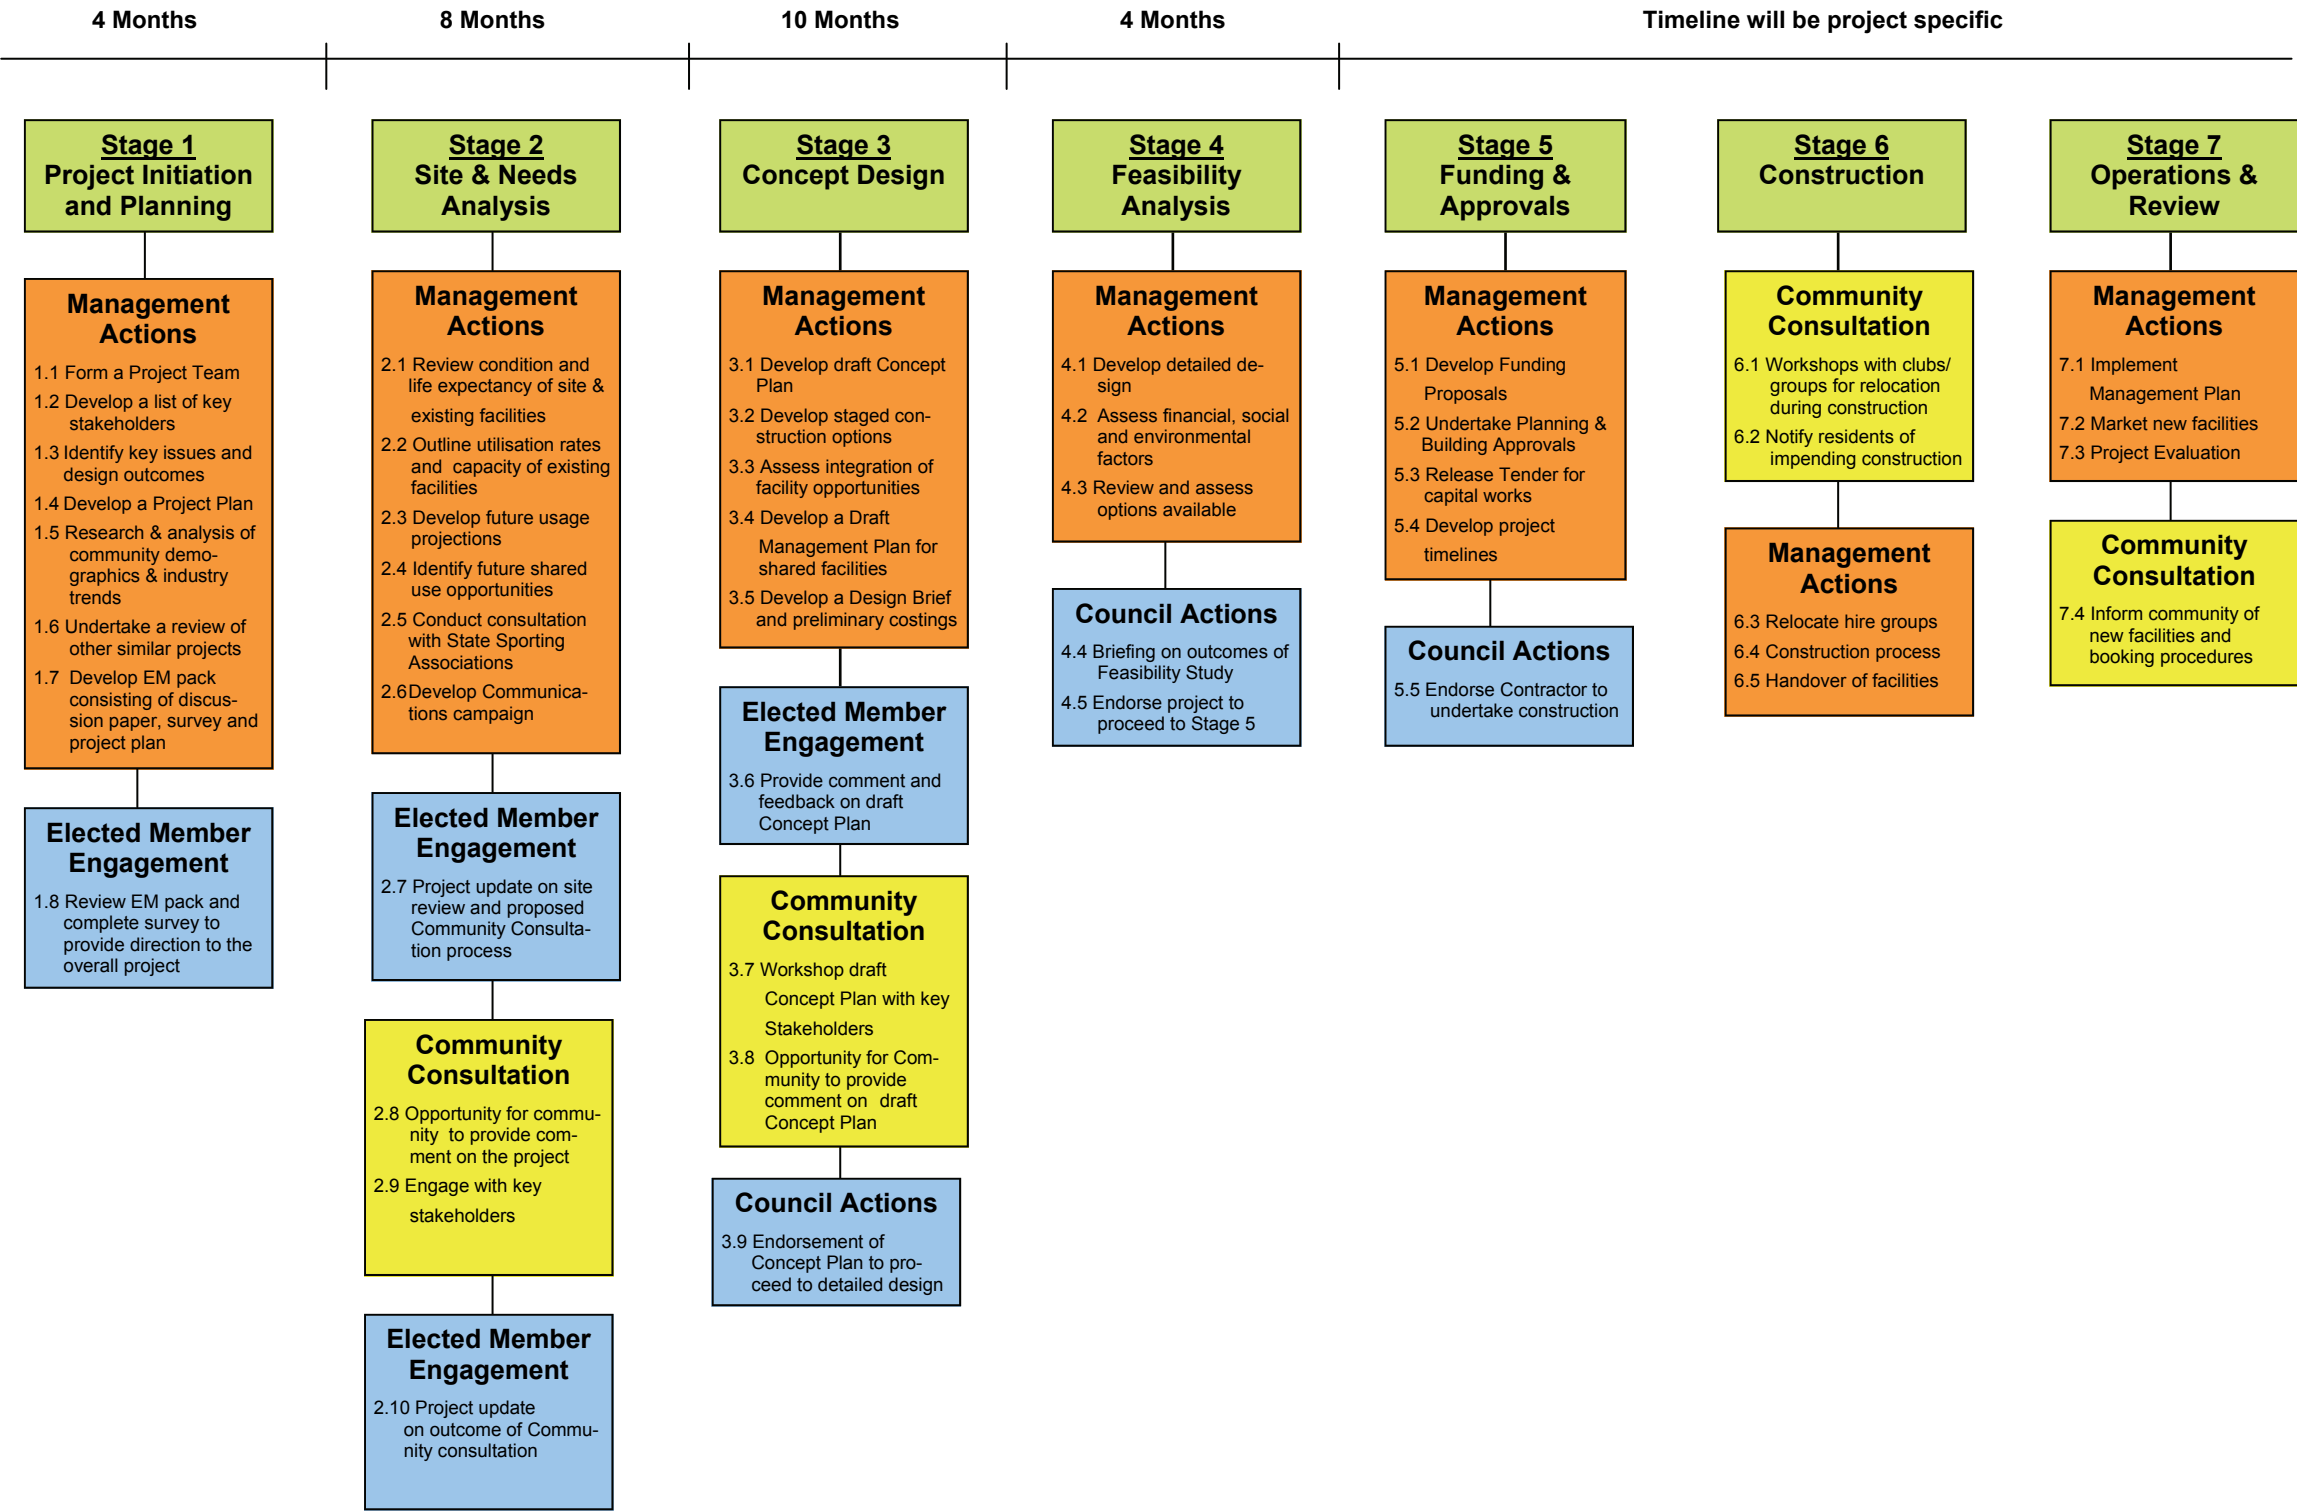 4 Months
8 Months
10 Months
4 Months
Timeline will be project specific
Stage 1
Project Initiation
and Planning
Management
Actions
1.1 Form a Project Team
1.2 Develop a list of key
stakeholders
1.3 Identify key issues and
design outcomes
1.4 Develop a Project Plan
1.5 Research & analysis of
community demo-
graphics & industry
trends
1.6 Undertake a review of
other similar projects
1.7 Develop EM pack
consisting of discus-
sion paper, survey and
project plan
Elected Member
Engagement
1.8 Review EM pack and
complete survey to
provide direction to the
overall project
Stage 2
Site & Needs
Analysis
Management
Actions
2.1 Review condition and
life expectancy of site &
existing facilities
2.2 Outline utilisation rates
and capacity of existing
facilities
2.3 Develop future usage
projections
2.4 Identify future shared
use opportunities
2.5 Conduct consultation
with State Sporting
Associations
2.6Develop Communica-
tions campaign
Elected Member
Engagement
2.7 Project update on site
review and proposed
Community Consulta-
tion process
Community
Consultation
2.8 Opportunity for commu-
nity to provide com-
ment on the project
2.9 Engage with key
stakeholders
Elected Member
Engagement
2.10 Project update
on outcome of Commu-
nity consultation
Stage 3
Concept Design
Management
Actions
3.1 Develop draft Concept
Plan
3.2 Develop staged con-
struction options
3.3 Assess integration of
facility opportunities
3.4 Develop a Draft
Management Plan for
shared facilities
3.5 Develop a Design Brief
and preliminary costings
Elected Member
Engagement
3.6 Provide comment and
feedback on draft
Concept Plan
Community
Consultation
3.7 Workshop draft
Concept Plan with key
Stakeholders
3.8 Opportunity for Com-
munity to provide
comment on draft
Concept Plan
Council Actions
3.9 Endorsement of
Concept Plan to pro-
ceed to detailed design
Stage 4
Feasibility
Analysis
Management
Actions
4.1 Develop detailed de-
sign
4.2 Assess financial, social
and environmental
factors
4.3 Review and assess
options available
Council Actions
4.4 Briefing on outcomes of
Feasibility Study
4.5 Endorse project to
proceed to Stage 5
Stage 5
Funding &
Approvals
Management
Actions
5.1 Develop Funding
Proposals
5.2 Undertake Planning &
Building Approvals
5.3 Release Tender for
capital works
5.4 Develop project
timelines
Council Actions
5.5 Endorse Contractor to
undertake construction
Stage 6
Construction
Community
Consultation
6.1 Workshops with clubs/
groups for relocation
during construction
6.2 Notify residents of
impending construction
Management
Actions
6.3 Relocate hire groups
6.4 Construction process
6.5 Handover of facilities
Stage 7
Operations &
Review
Management
Actions
7.1 Implement
Management Plan
7.2 Market new facilities
7.3 Project Evaluation
Community
Consultation
7.4 Inform community of
new facilities and
booking procedures